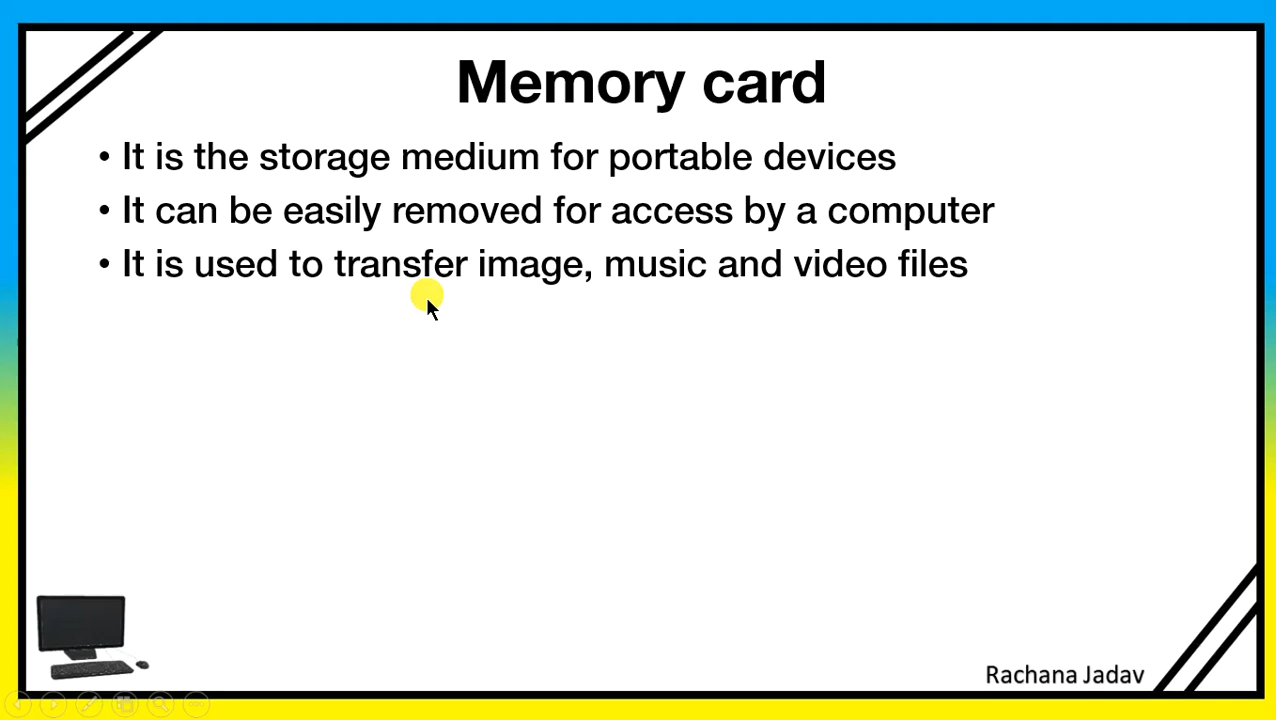 Memory card
• It is the storage medium for portable devices
• It can be easily removed for access by a computer
• It is used to transfer image, music and video files
Rachana Jadav